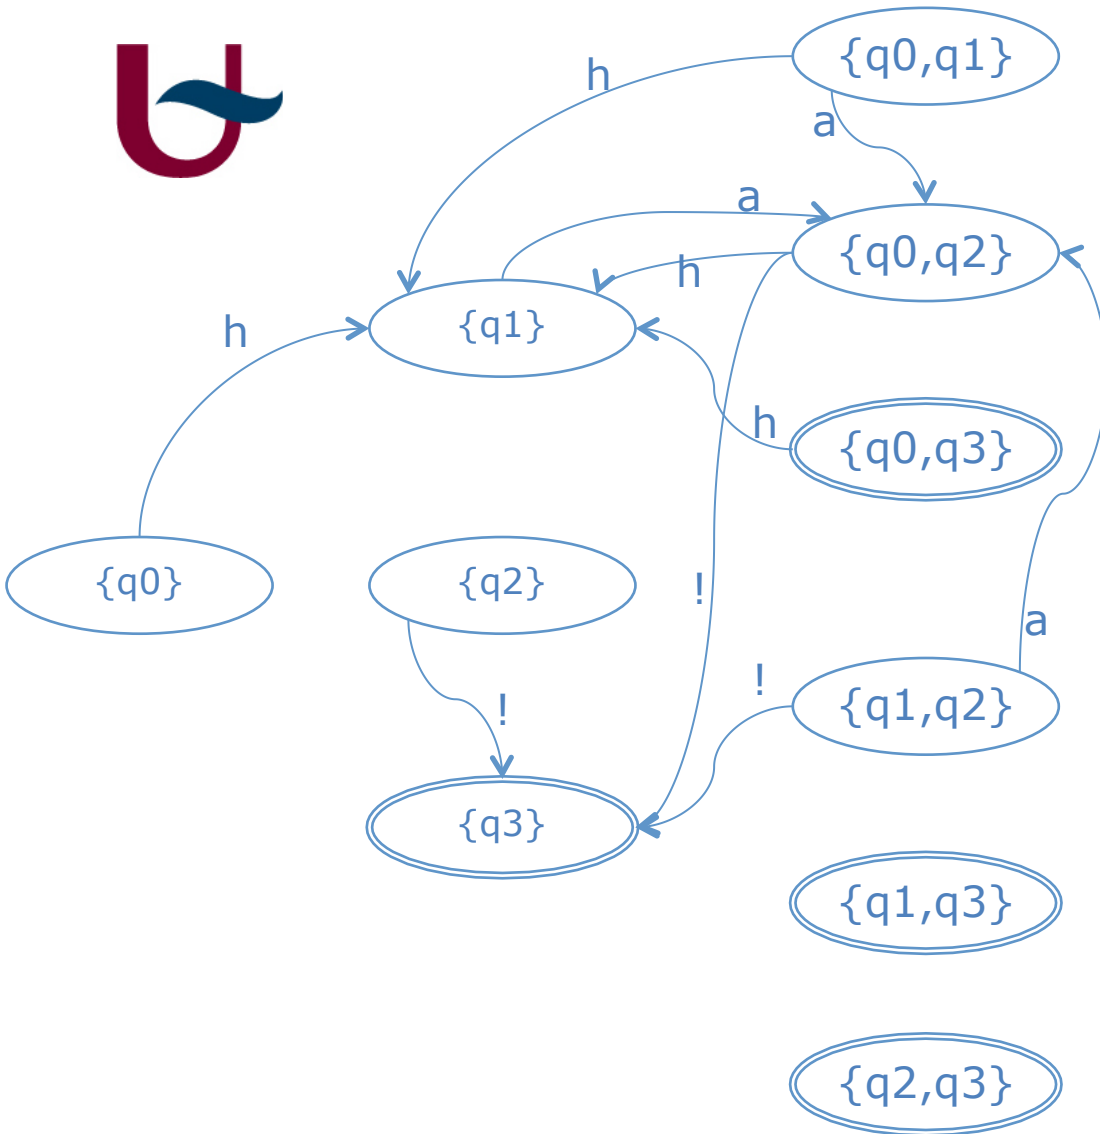 {q0,q1}
h
a
a
{q0,q2}
h
{q1}
h
h
{q0,q3}
{q0}
{q2}
!
a
!
{q1,q2}
!
{q3}
{q1,q3}
{q2,q3}